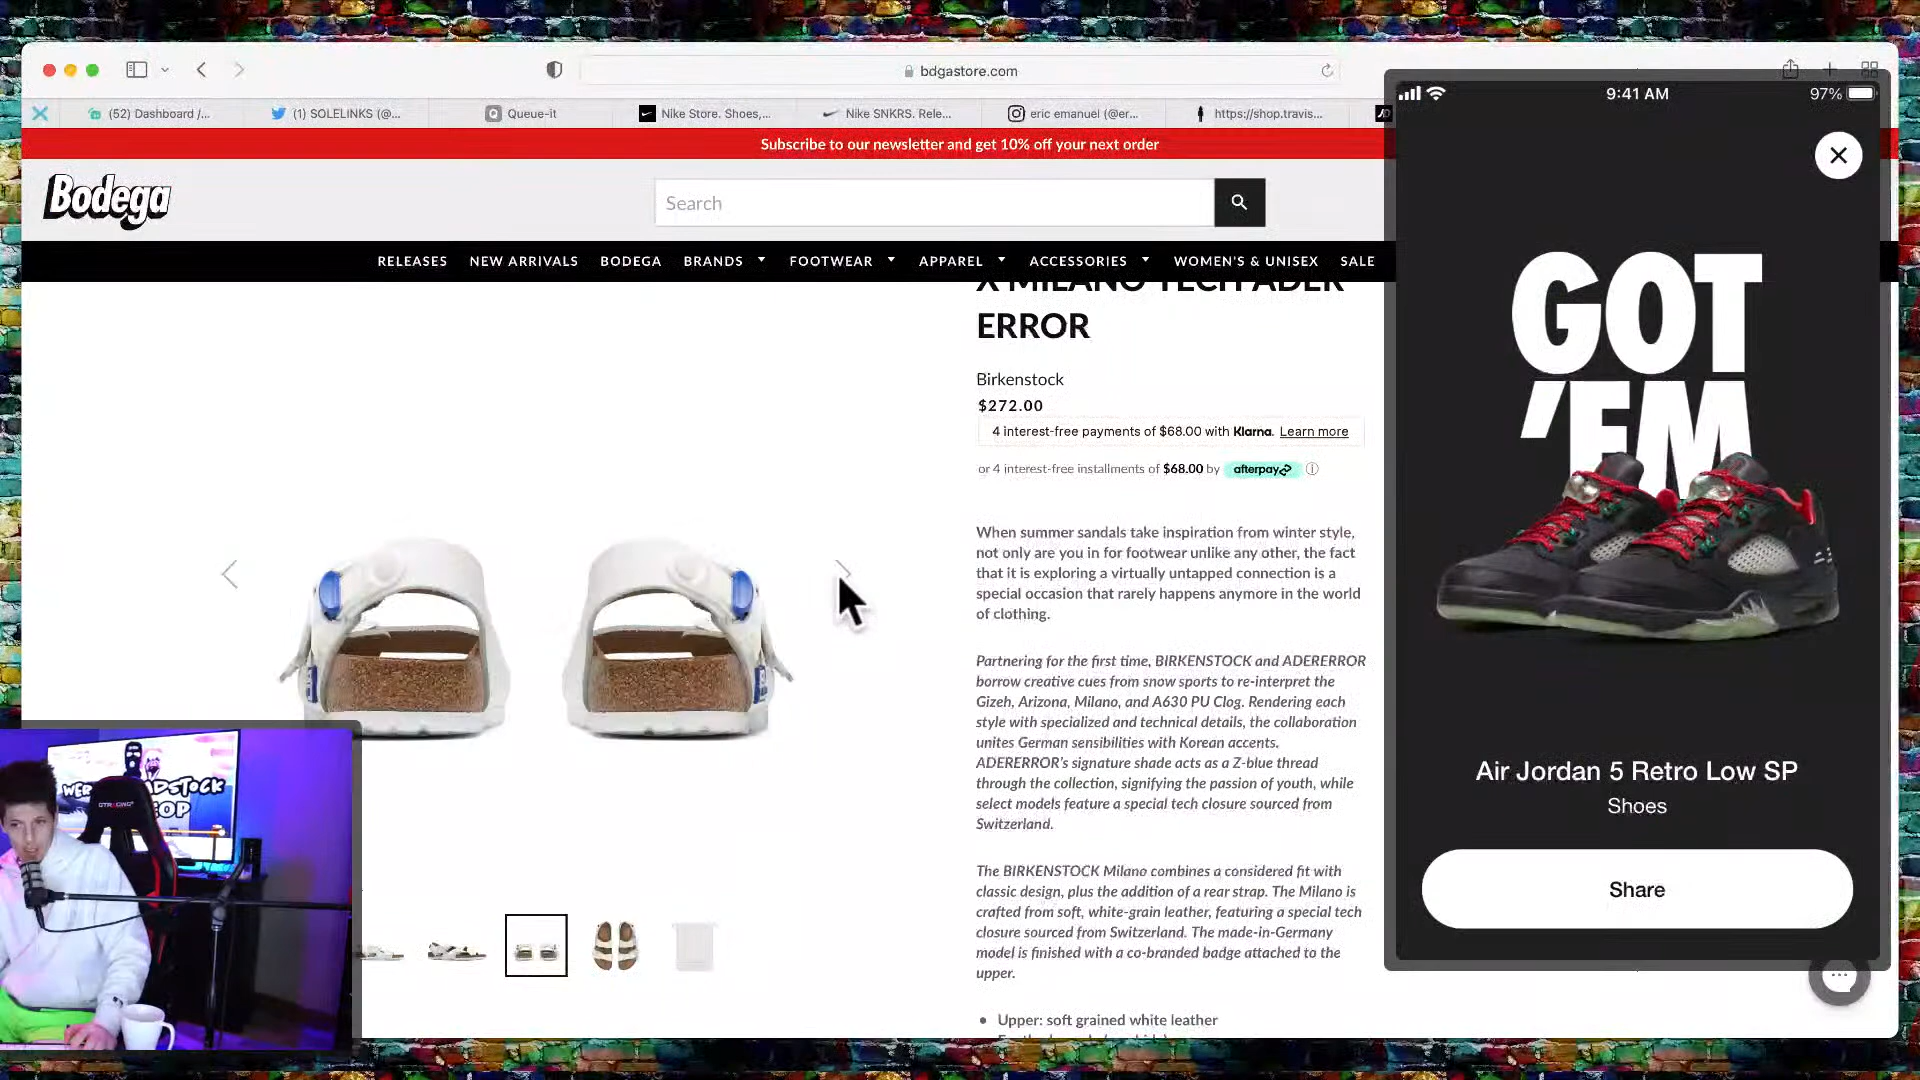 bdgastore.com
(52) Dashboard /...
(1) SOLELINKS (@...
Queue-it
Nike Store. Shoes,...
Nike SNKRS. Rele...
eric emanuel (@er...
https://shop.travis...
Subscribe to our newsletter and get 10% off your next order
Bodega
Search
RELEASES NEW ARRIVALS BODEGA BRANDS FOOTWEAR APPAREL ACCESSORIES WOMEN'S & UNISEX SALE
X MILANO TECH ADER
ERROR
Birkenstock
$272.00
4 interest-free payments of $68.00 with Klarna. Learn more
or 4 interest-free installments of $68.00 by afterpay
When summer sandals take inspiration from winter style,
not only are you in for footwear unlike any other, the fact
that it is exploring a virtually untapped connection is a
special occasion that rarely happens anymore in the world
of clothing.
Partnering for the first time, BIRKENSTOCK and ADERERROR
borrow creative cues from snow sports to re-interpret the
Gizeh, Arizona, Milano, and A630 PU Clog. Rendering each
style with specialized and technical details, the collaboration
unites German sensibilities with Korean accents.
ADERERROR's signature shade acts as a Z-blue thread
through the collection, signifying the passion of youth, while
select models feature a special tech closure sourced from
Switzerland.
The BIRKENSTOCK Milano combines a considered fit with
classic design, plus the addition of a rear strap. The Milano is
crafted from soft, white-grain leather, featuring a special tech
closure sourced from Switzerland. The made-in-Germany
model is finished with a co-branded badge attached to the
upper.
Upper: soft grained white leather
9:41 AM
97%
GOT
'EM
Air Jordan 5 Retro Low SP
Shoes
Share